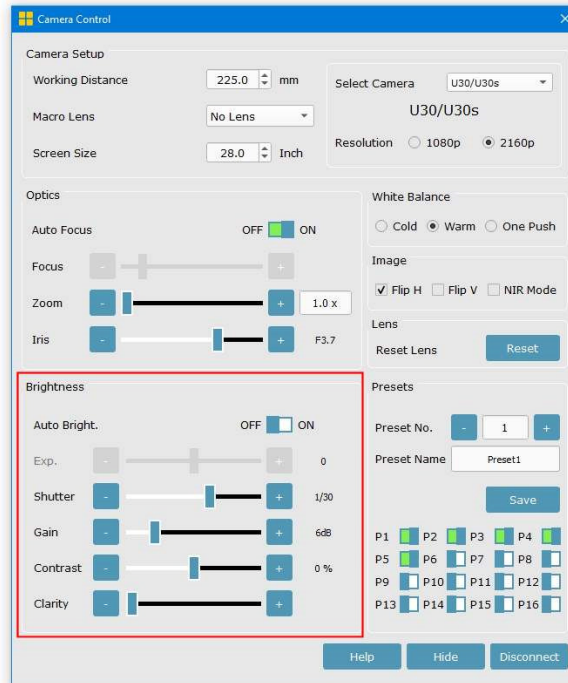 Camera Control
Camera Setup
Working Distance 225.0 mm
Macro Lens No Lens
Screen Size 28.0 Inch
Select Camera U30/U30s
U30/U30s
Resolution 1080p 2160p
Optics
Auto Focus OFF ON
Focus - +
Zoom - + 1.0 x
Iris - + F3.7
White Balance
Cold Warm One Push
Image
Flip H Flip V NIR Mode
Lens
Reset Lens Reset
Brightness
Auto Bright. OFF ON
Exp. - + 0
Shutter - + 1/30
Gain - + 6dB
Contrast - + 0 %
Clarity - +
Presets
Preset No. - 1 +
Preset Name Preset1
Save
P1 P2 P3 P4
P5 P6 P7 P8
P9 P10 P11 P12
P13 P14 P15 P16
Help Hide Disconnect